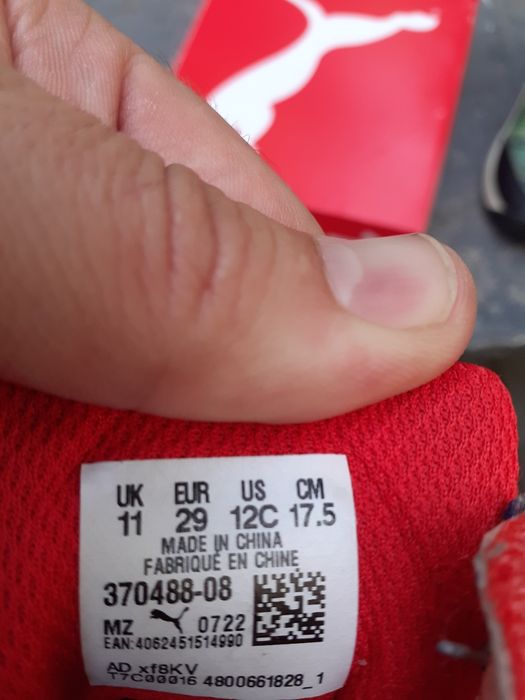 UK EUR US CM
11 29 12C 17.5
MADE IN CHINA
FABRIQUÉ EN CHINE
370488-08
MZ 0722
EAN:4062451514990
AD xf8KV
T7C00016 4800661828_1